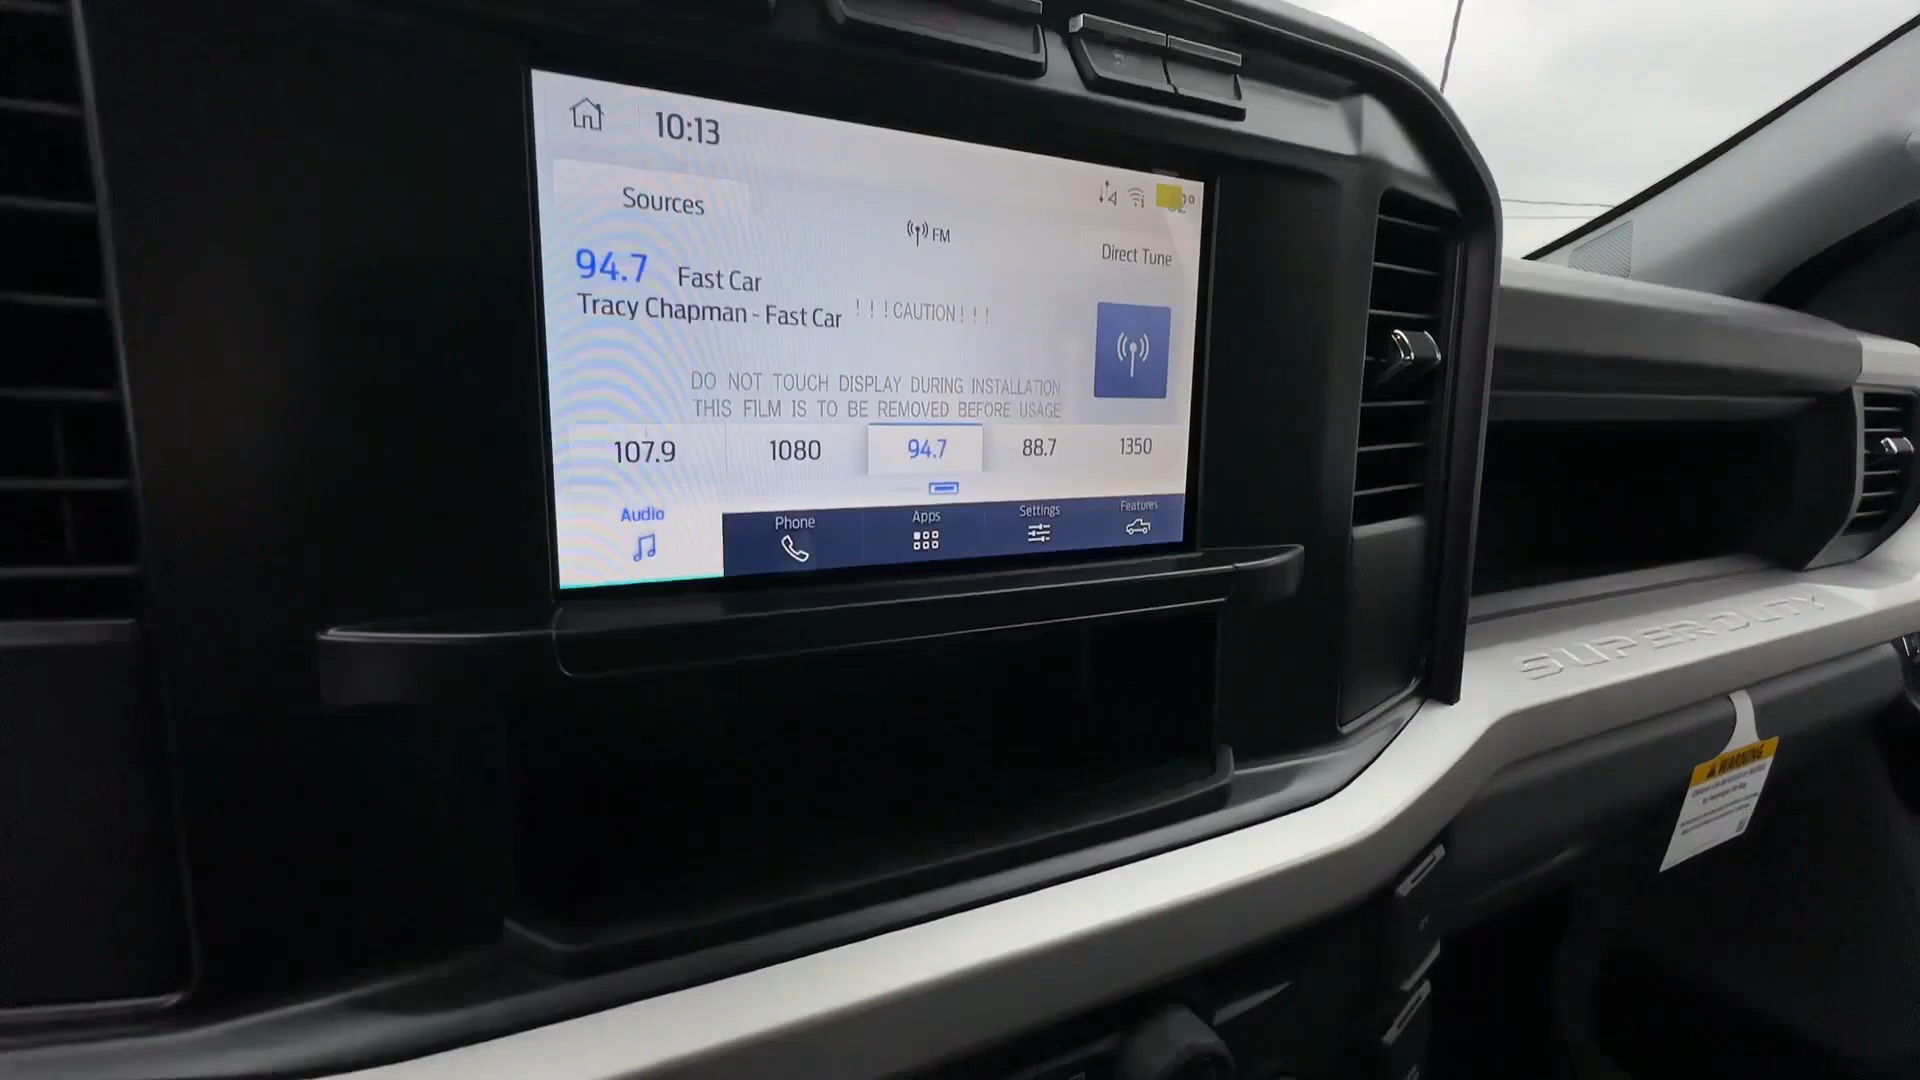 10:13
Sources
FM
Direct Tune
94.7 Fast Car
Tracy Chapman - Fast Car
! ! ! CAUTION ! ! !
DO NOT TOUCH DISPLAY DURING INSTALLATION
THIS FILM IS TO BE REMOVED BEFORE USAGE
107.9 1080 94.7 88.7 1350
Audio Phone Apps Settings Features
SUPER DUTY
WARNING